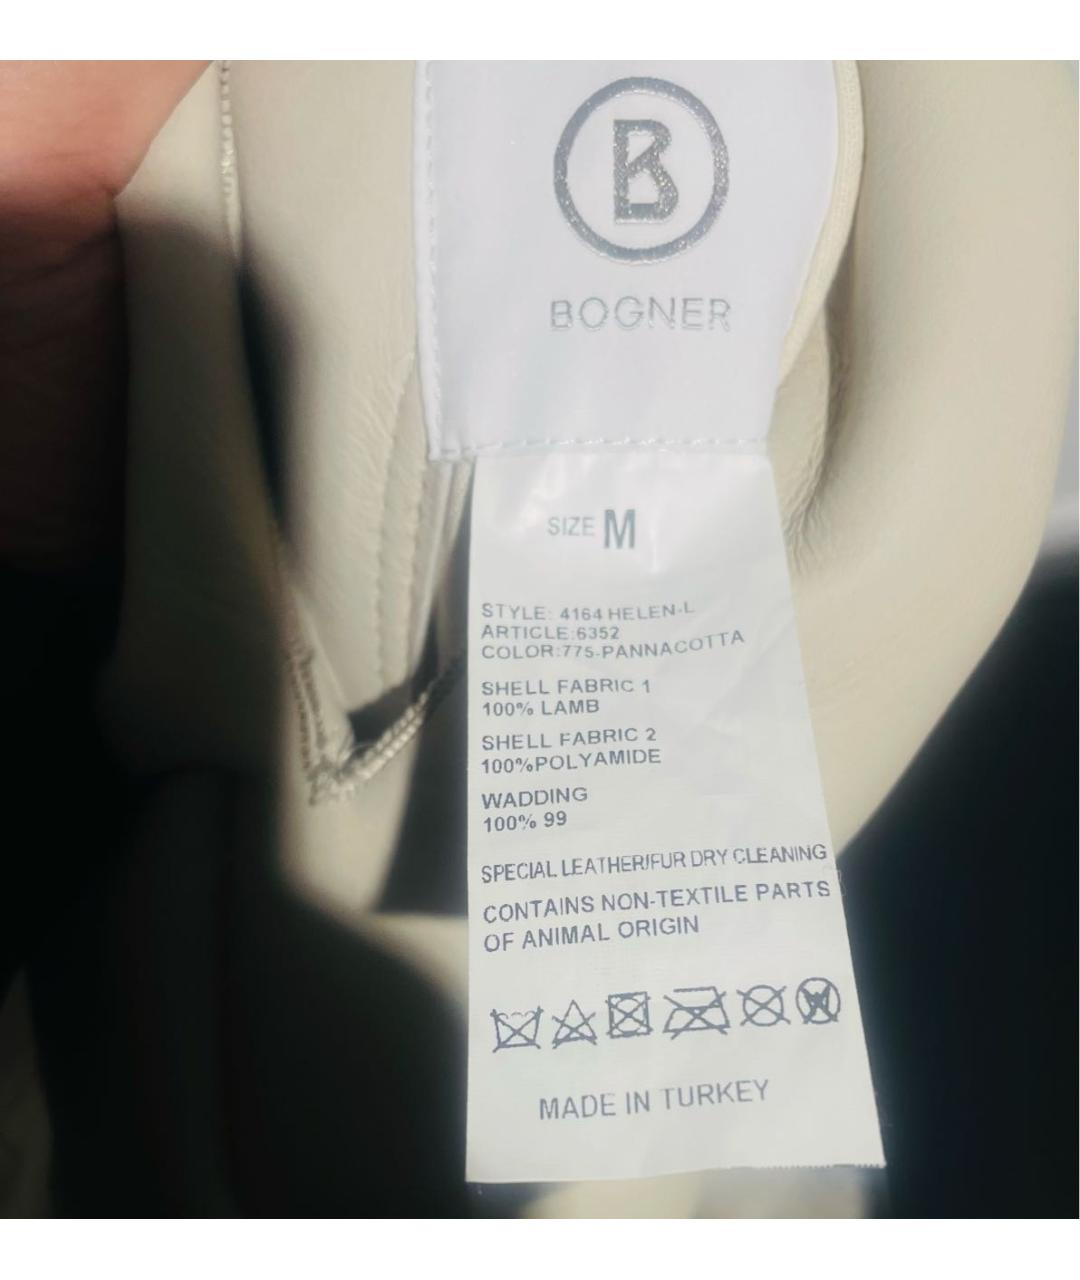 B
BOGNER
SIZE M
STYLE: 4164 HELEN-L
ARTICLE:6352
COLOR:775-PANNACOTTA
SHELL FABRIC 1
100% LAMB
SHELL FABRIC 2
100%POLYAMIDE
WADDING
100% 99
SPECIAL LEATHER/FUR DRY CLEANING
CONTAINS NON-TEXTILE PARTS
OF ANIMAL ORIGIN
W
MADE IN TURKEY